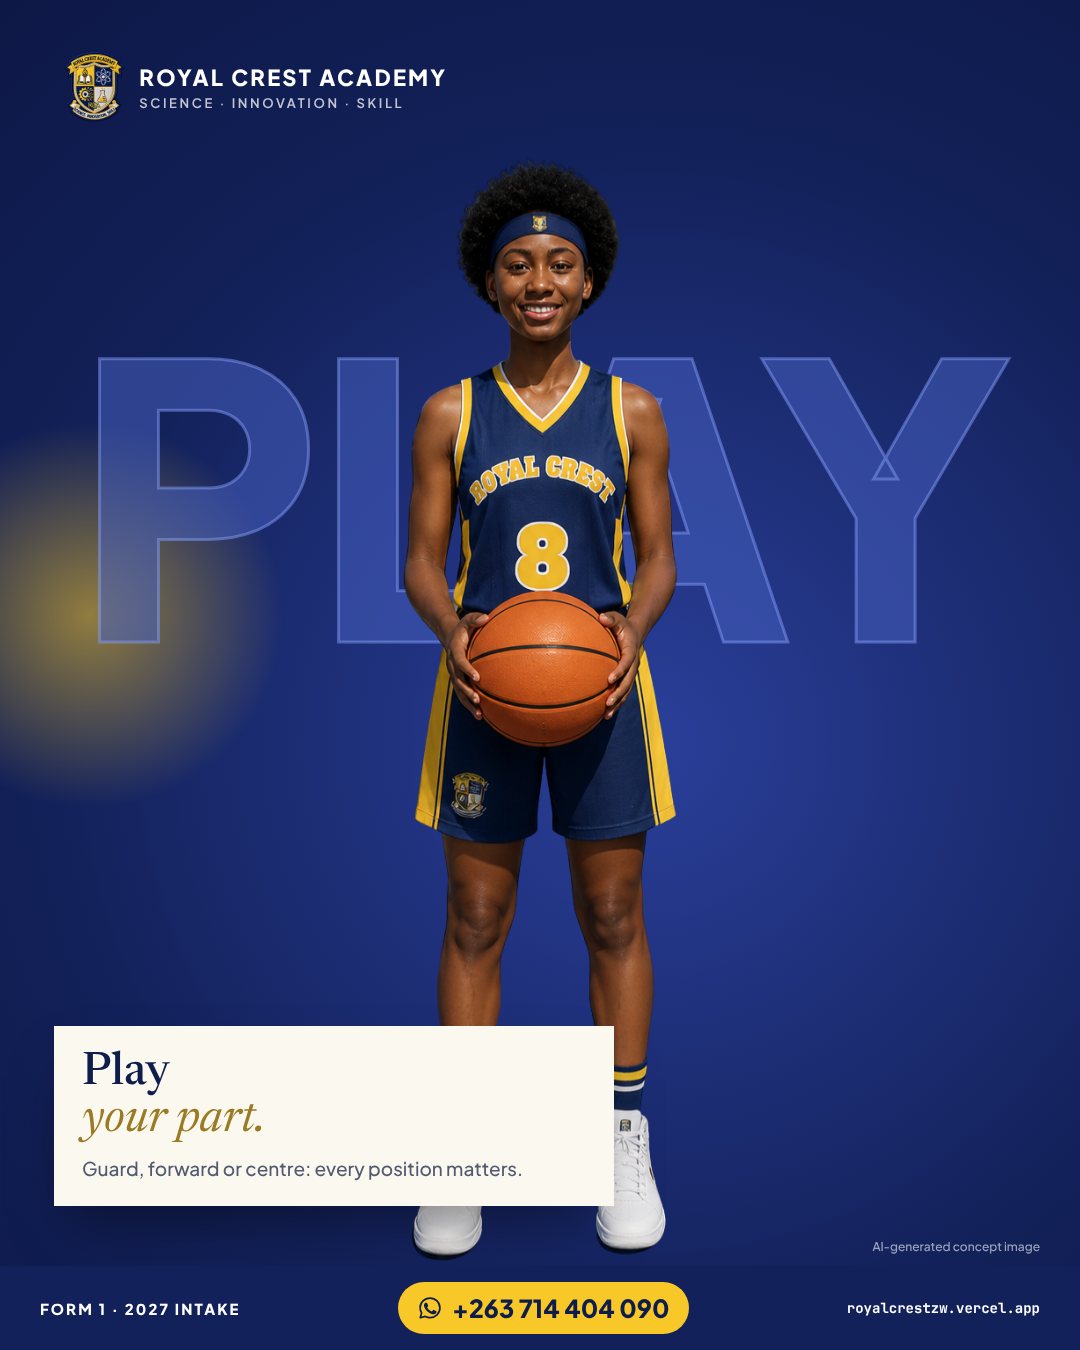 ROYAL CREST ACADEMY
SCIENCE · INNOVATION · SKILL
PLAY
ROYAL CREST
8
Play
your part.
Guard, forward or centre: every position matters.
AI-generated concept image
FORM 1 · 2027 INTAKE
+263 714 404 090
royalcrestzw.vercel.app